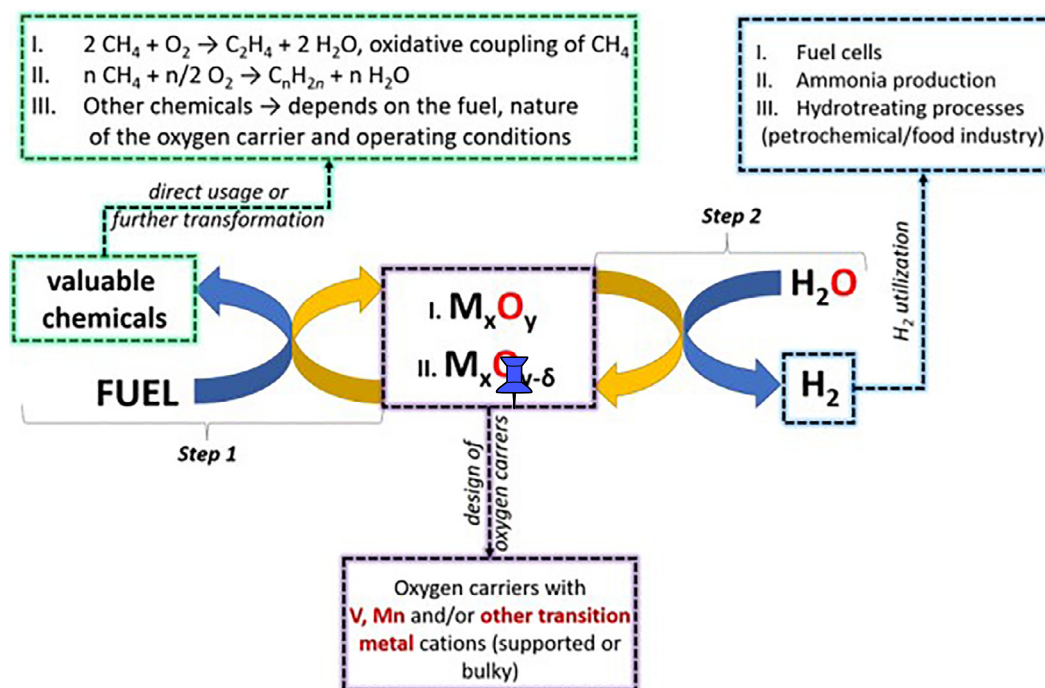 I. 2 CH₄ + O₂ → C₂H₄ + 2 H₂O, oxidative coupling of CH₄
II. n CH₄ + n/2 O₂ → CₙH₂ₙ + n H₂O
III. Other chemicals → depends on the fuel, nature
of the oxygen carrier and operating conditions
I. Fuel cells
II. Ammonia production
III. Hydrotreating processes
(petrochemical/food industry)
direct usage or
further transformation
Step 2
valuable
chemicals
FUEL
Step 1
I. MₓOᵧ
II. MₓO -δ
H₂O
H₂
H₂ utilization
design of
oxygen carrers
Oxygen carriers with
V, Mn and/or other transition
metal cations (supported or
bulky)